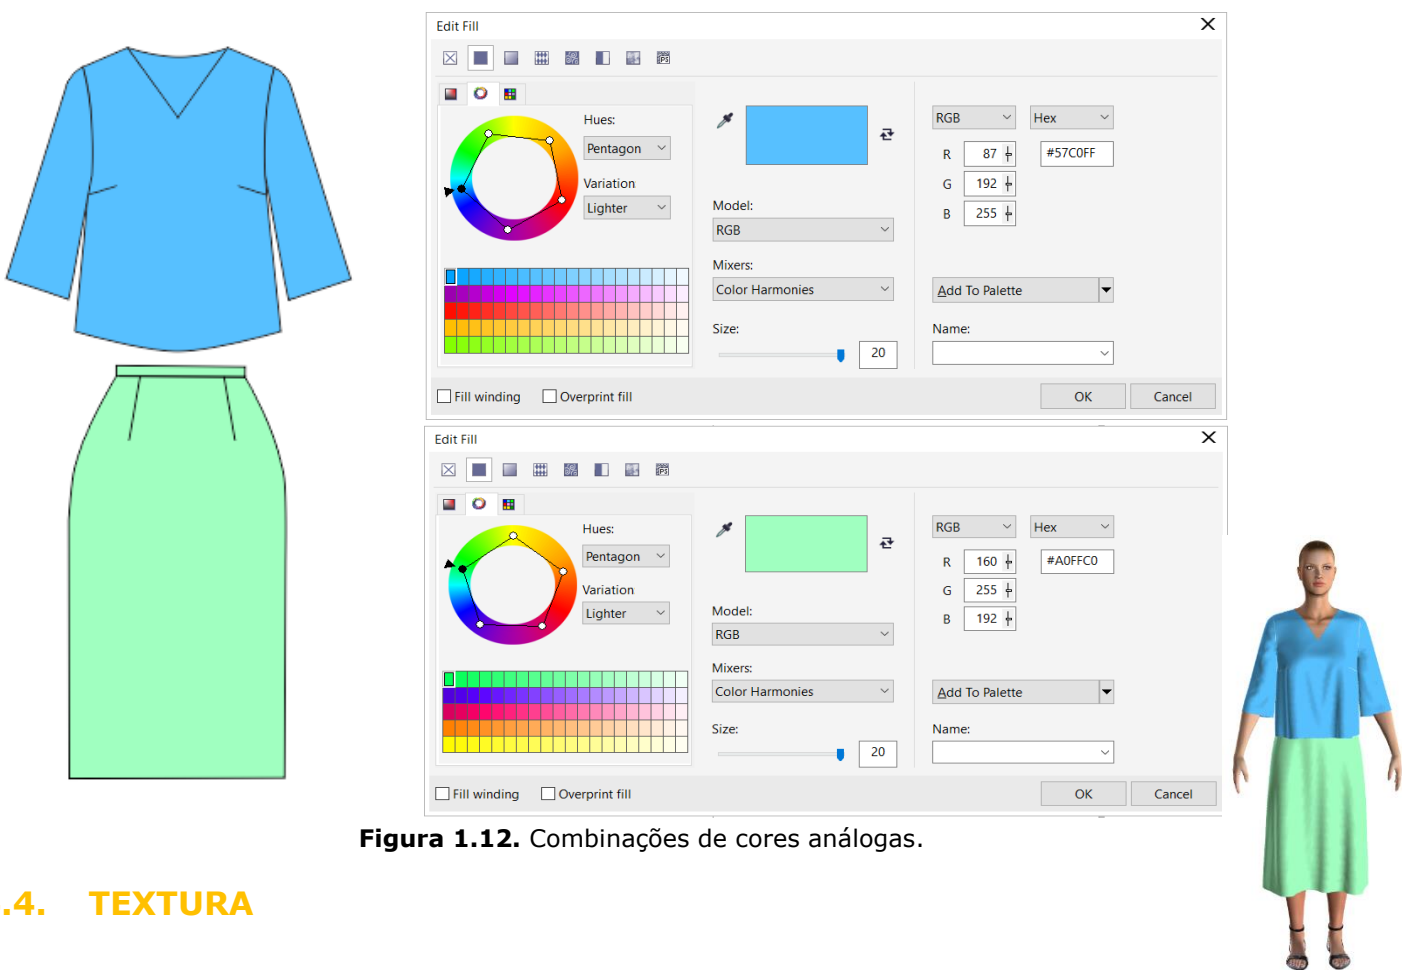 Edit Fill
Hues:
Pentagon
Variation
Lighter
Model:
RGB
Mixers:
Color Harmonies
Size:
20
RGB
Hex
R 87
#57C0FF
G 192
B 255
Add To Palette
Name:
Fill winding
Overprint fill
OK
Cancel
Edit Fill
Hues:
Pentagon
Variation
Lighter
Model:
RGB
Mixers:
Color Harmonies
Size:
20
RGB
Hex
R 160
#A0FFC0
G 255
B 192
Add To Palette
Name:
Fill winding
Overprint fill
OK
Cancel
Figura 1.12. Combinações de cores análogas.
.4. TEXTURA